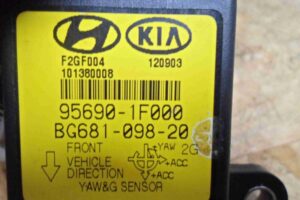 KIA
F2GF004 120903
101380008
95690-1F000
BG681-098-20
FRONT +YAW 2G
VEHICLE +ACC
DIRECTION +ACC
YAW&G SENSOR